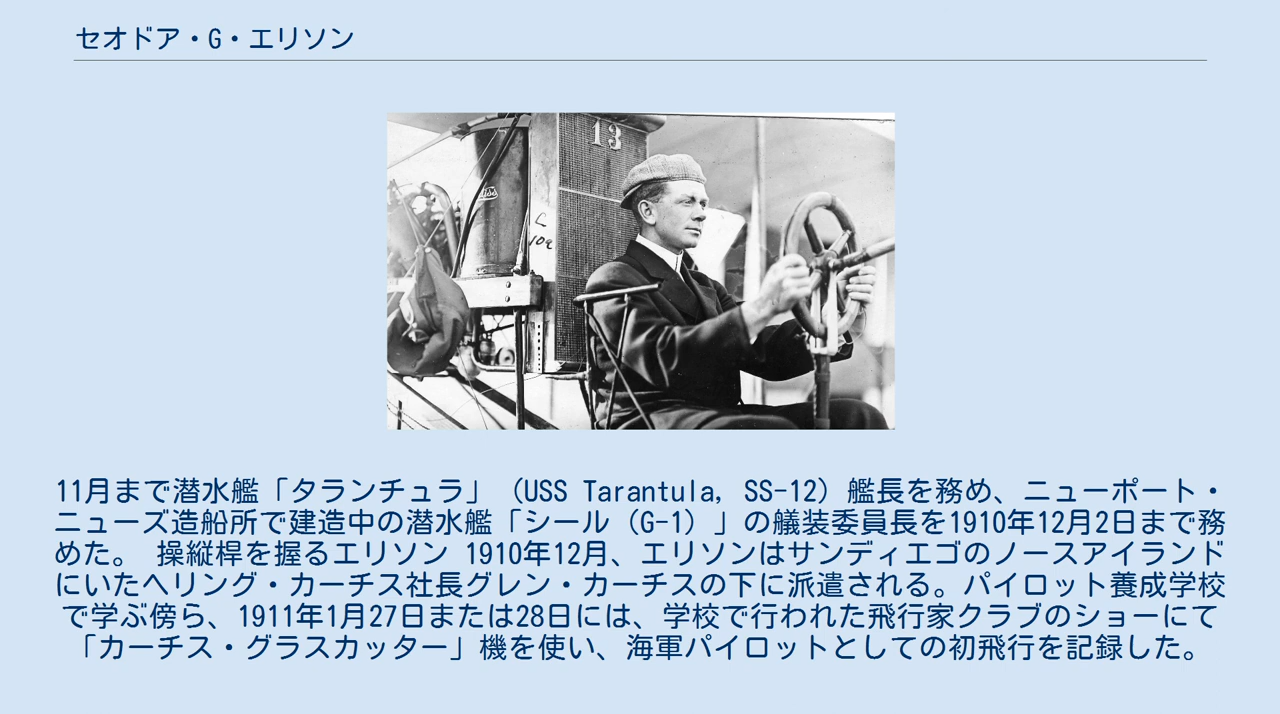 セオドア・G・エリソン
13
11月まで潜水艦「タランチュラ」（USS Tarantula, SS-12）艦長を務め、ニューポート・
ニューズ造船所で建造中の潜水艦「シール（G-1）」の艤装委員長を1910年12月2日まで務
めた。 操縦桿を握るエリソン 1910年12月、エリソンはサンディエゴのノースアイランド
にいたヘリング・カーチス社長グレン・カーチスの下に派遣される。パイロット養成学校
で学ぶ傍ら、1911年1月27日または28日には、学校で行われた飛行家クラブのショーにて
「カーチス・グラスカッター」機を使い、海軍パイロットとしての初飛行を記録した。